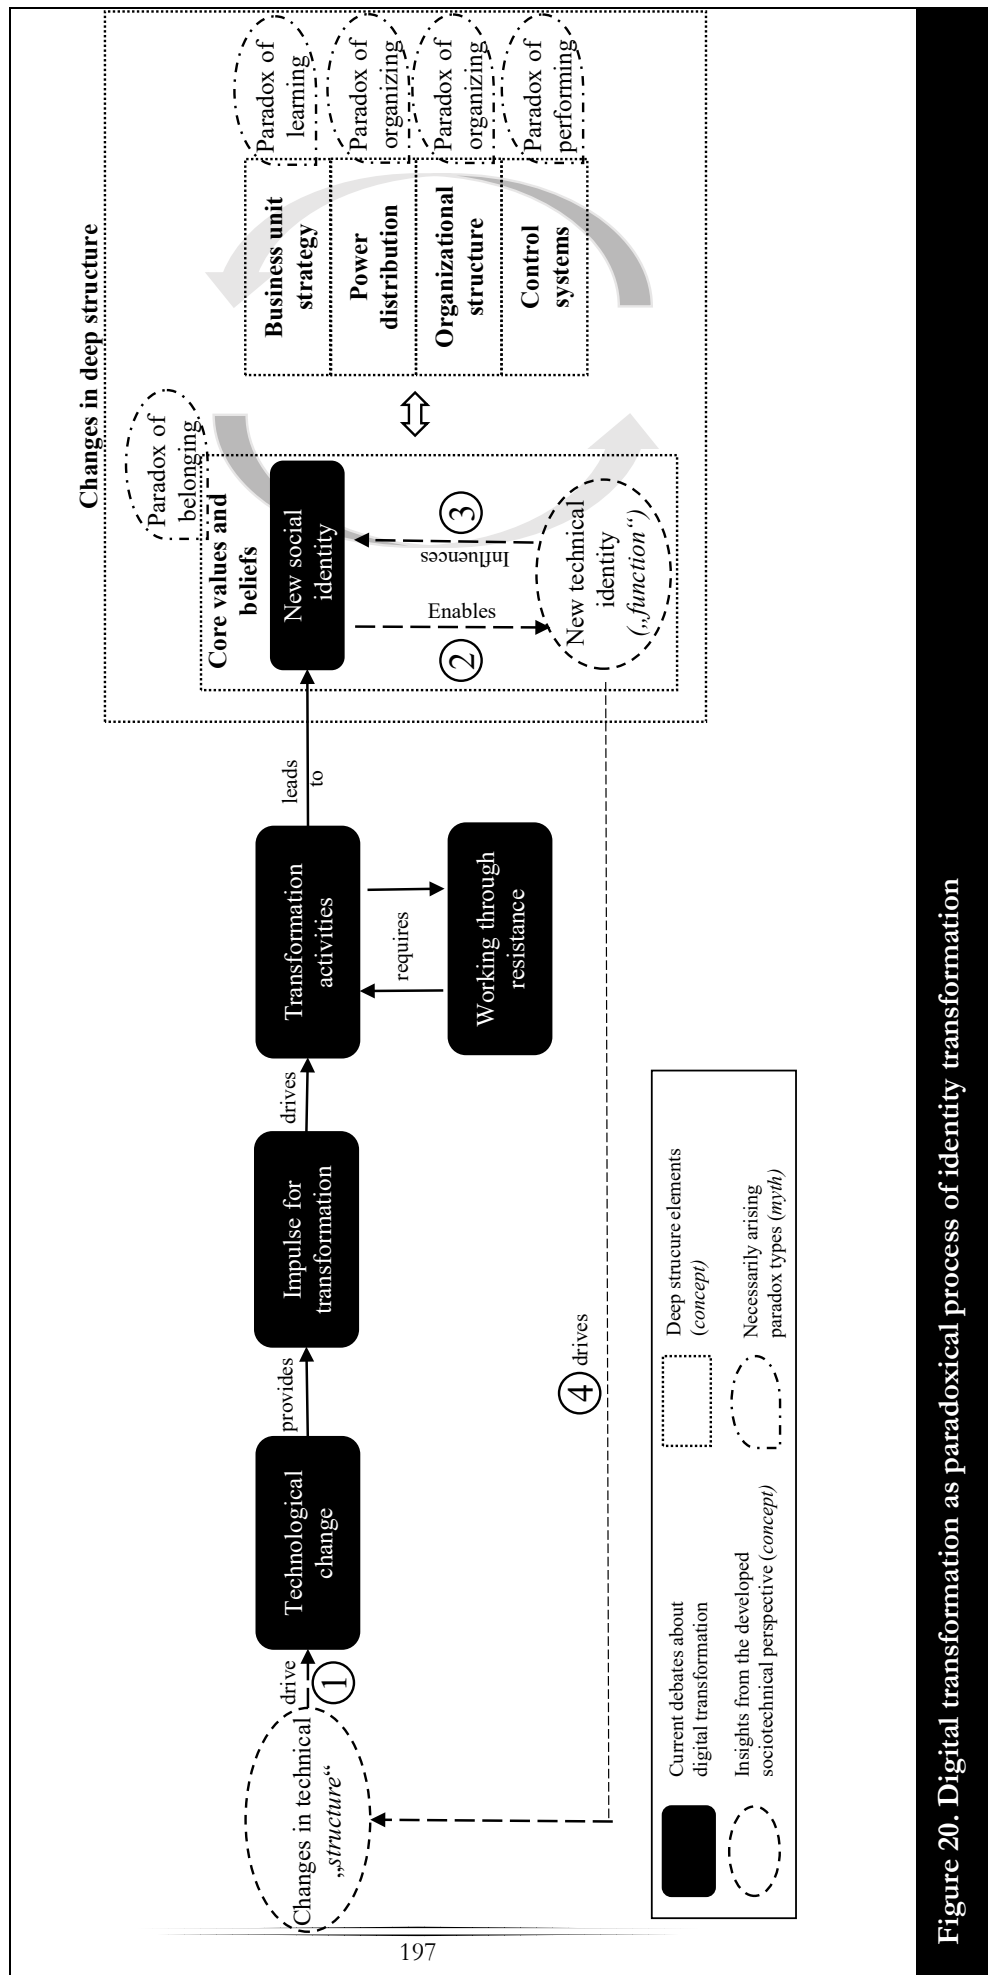 Changes in technical
„structure“
drive
1
Technological
change
provides
Impulse for
transformation
drives
Transformation
activities
requires
Working through
resistance
leads
to
Changes in deep structure
Paradox of
belonging
Core values and
beliefs
New social
identity
Enables
2
Influences
3
New technical
identity
(„function“)
Business unit
strategy
Paradox of
learning
Power
distribution
Paradox of
organizing
Organizational
structure
Paradox of
organizing
Control
systems
Paradox of
performing
4
drives
Current debates about
digital transformation
Deep strucure elements
(concept)
Insights from the developed
sociotechnical perspective (concept)
Necessarily arising
paradox types (myth)
Figure 20. Digital transformation as paradoxical process of identity transformation
197